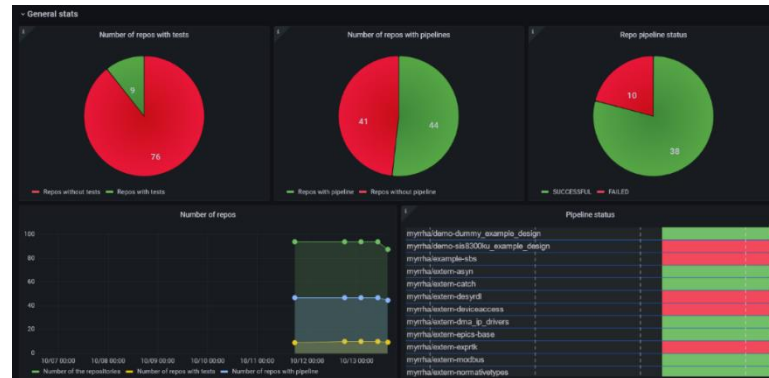 General stats
Number of repos with tests
9
76
Repos without tests Repos with tests
Number of repos with pipelines
41
44
Repos with pipeline Repos without pipeline
Repo pipeline status
10
38
SUCCESSFUL FAILED
Number of repos
100
80
60
40
20
0
10/07 00:00 10/08 00:00 10/09 00:00 10/10 00:00 10/11 00:00 10/12 00:00 10/13 00:00
Number of the repositories Number of repos with tests Number of repos with pipeline
Pipeline status
myrrha/demo-dummy_example_design
myrrha/demo-sis8300ku_example_design
myrrha/example-sbs
myrrha/extern-asyn
myrrha/extern-catch
myrrha/extern-desyrdl
myrrha/extern-deviceaccess
myrrha/extern-dma_ip_drivers
myrrha/extern-epics-base
myrrha/extern-exprtk
myrrha/extern-modbus
myrrha/extern-normativetypes